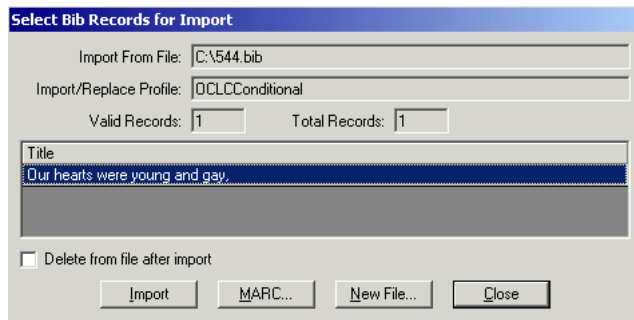 Select Bib Records for Import
Import From File: C:\544.bib
Import/Replace Profile: OCLCConditional
Valid Records: 1 Total Records: 1
Title
Our hearts were young and gay,
Delete from file after import
Import MARC... New File... Close